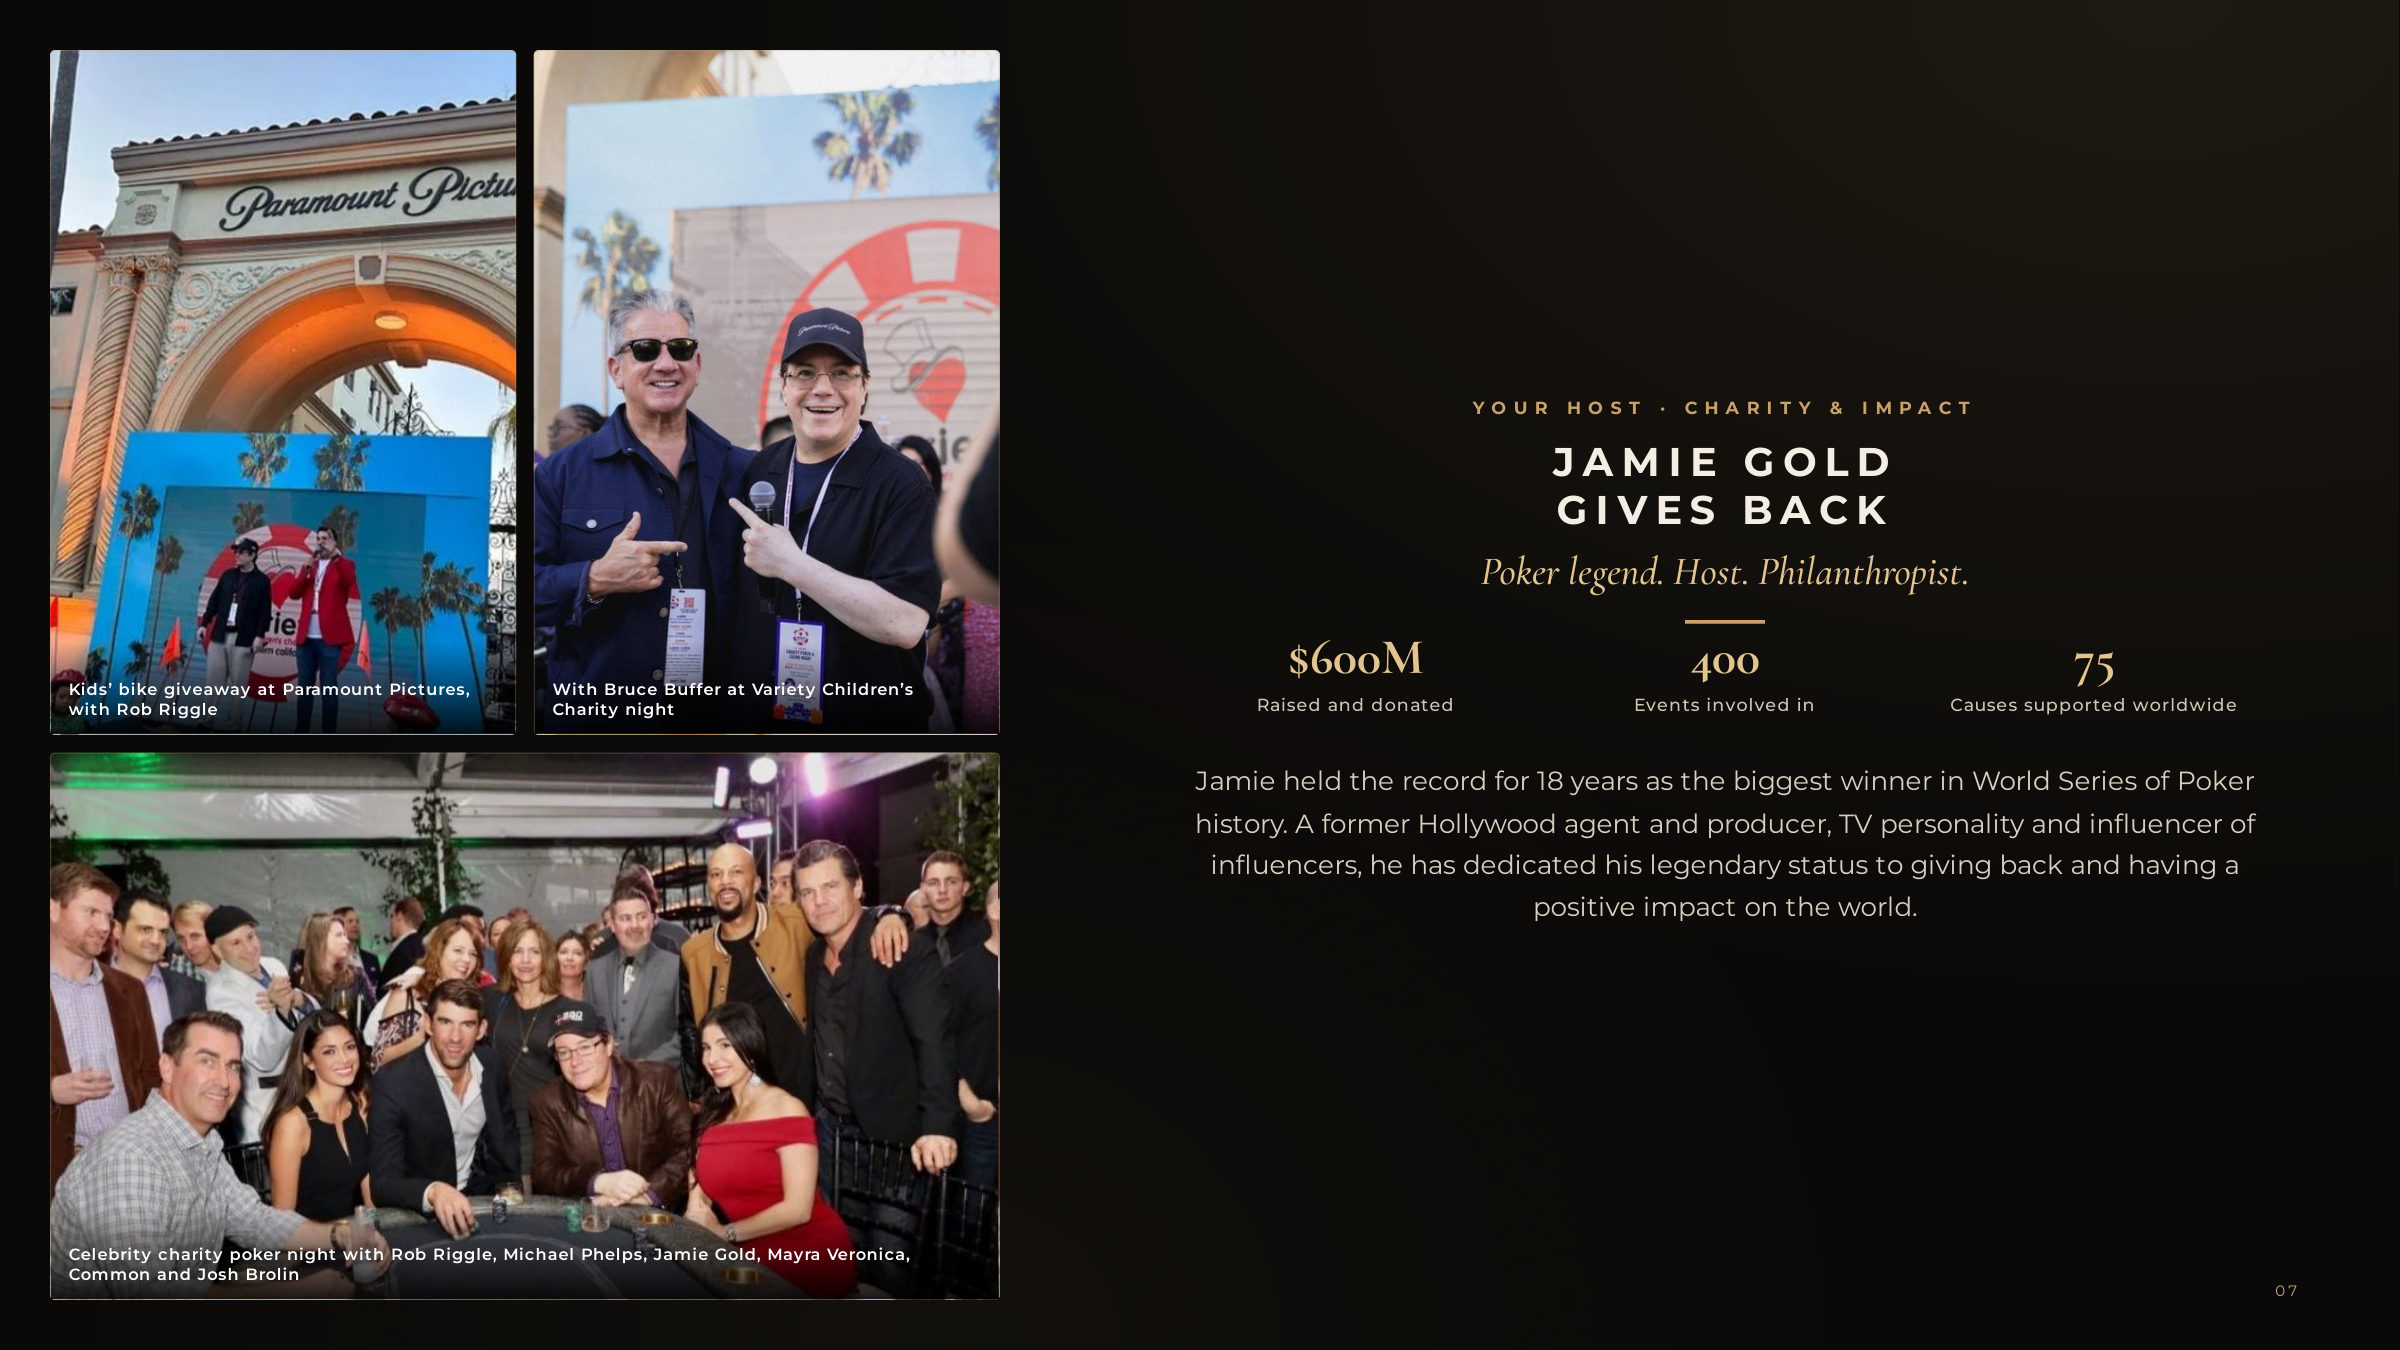 Paramount Pictu
Kids’ bike giveaway at Paramount Pictures,
with Rob Riggle
With Bruce Buffer at Variety Children’s
Charity night
Celebrity charity poker night with Rob Riggle, Michael Phelps, Jamie Gold, Mayra Veronica,
Common and Josh Brolin
YOUR HOST · CHARITY & IMPACT
JAMIE GOLD
GIVES BACK
Poker legend. Host. Philanthropist.
$600M
Raised and donated
400
Events involved in
75
Causes supported worldwide
Jamie held the record for 18 years as the biggest winner in World Series of Poker
history. A former Hollywood agent and producer, TV personality and influencer of
influencers, he has dedicated his legendary status to giving back and having a
positive impact on the world.
07